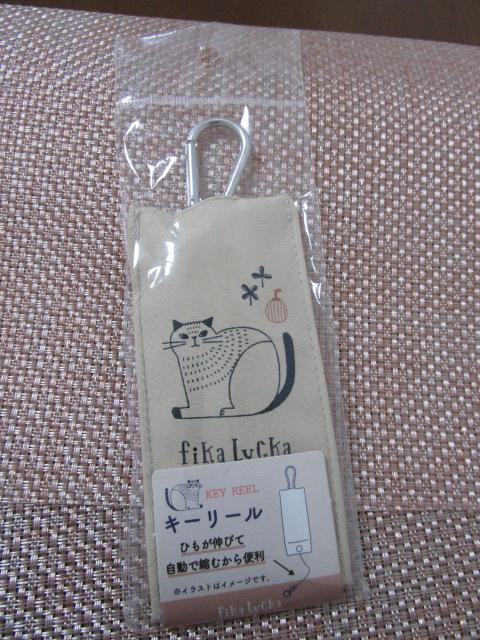 fika Lycka
KEY REEL
キーリール
ひもが伸びて
自動で縮むから便利
※イラストはイメージです。
fika Lycka